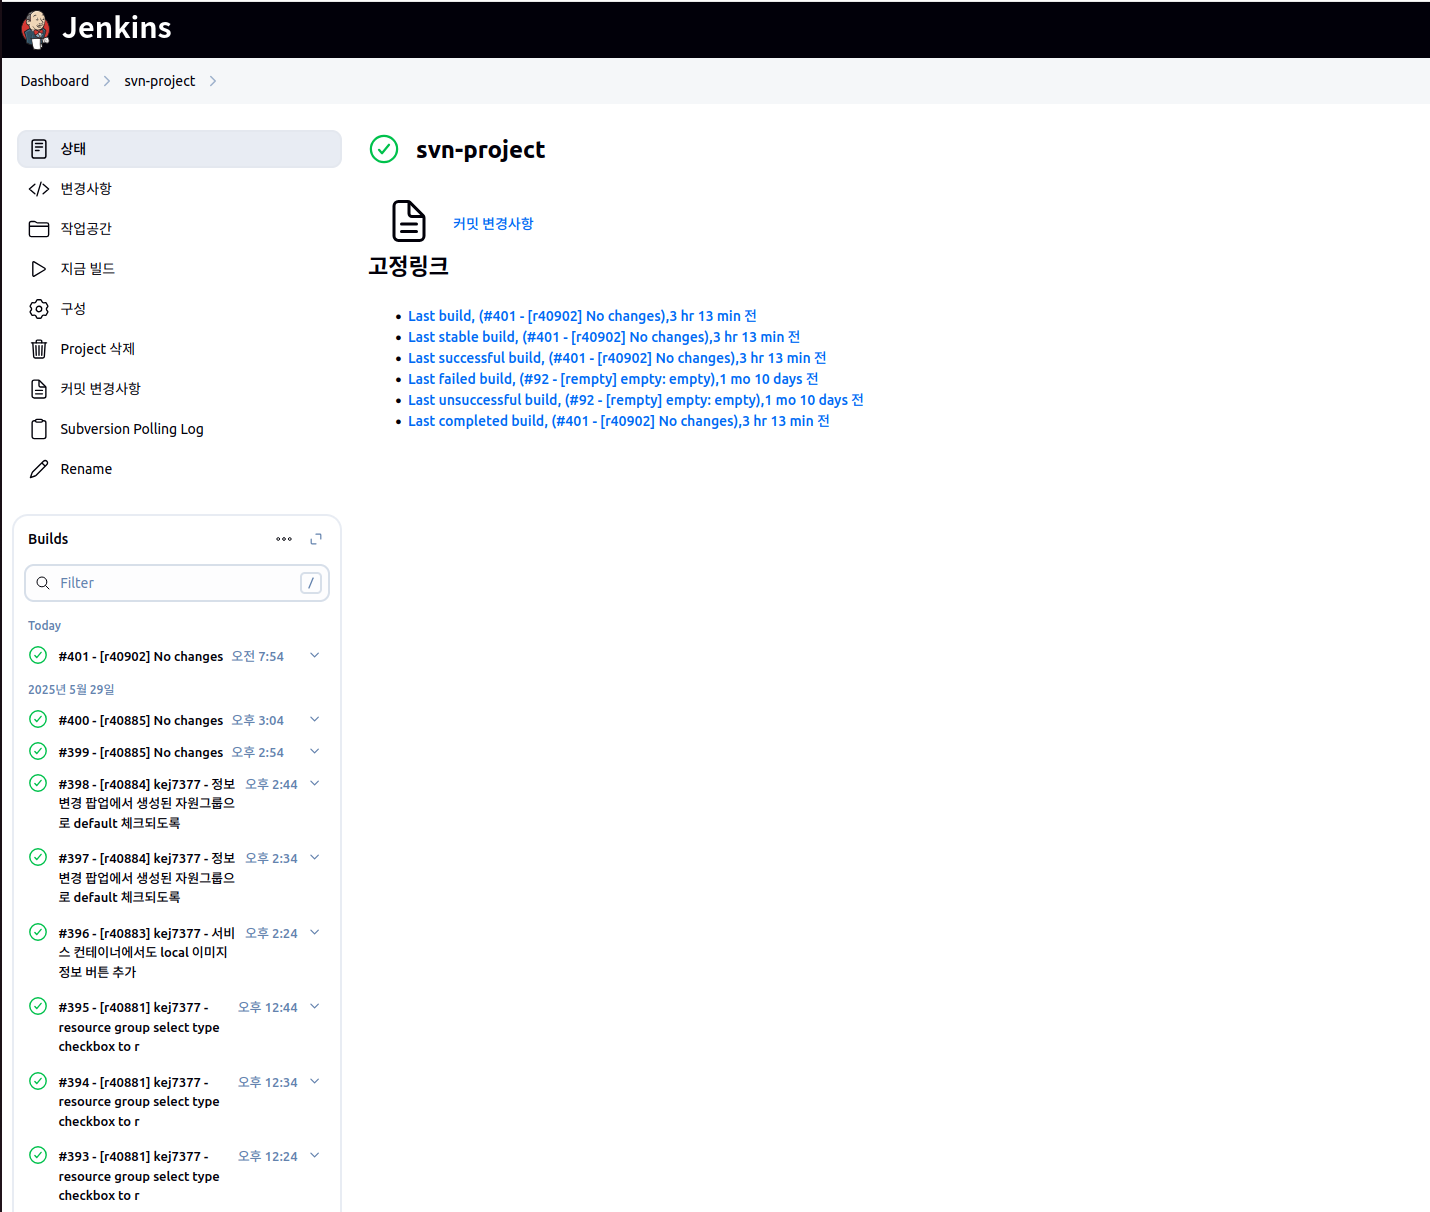 Jenkins
Dashboard
svn-project
상태
변경사항
작업공간
지금 빌드
구성
Project 삭제
커밋 변경사항
Subversion Polling Log
Rename
svn-project
커밋 변경사항
고정링크
Last build, (#401 - [r40902] No changes),3 hr 13 min 전
Last stable build, (#401 - [r40902] No changes),3 hr 13 min 전
Last successful build, (#401 - [r40902] No changes),3 hr 13 min 전
Last failed build, (#92 - [rempty] empty: empty),1 mo 10 days 전
Last unsuccessful build, (#92 - [rempty] empty: empty),1 mo 10 days 전
Last completed build, (#401 - [r40902] No changes),3 hr 13 min 전
Builds
Filter /
Today
#401 - [r40902] No changes 오전 7:54
2025년 5월 29일
#400 - [r40885] No changes 오후 3:04
#399 - [r40885] No changes 오후 2:54
#398 - [r40884] kej7377 - 정보 오후 2:44
변경 팝업에서 생성된 자원그룹으
로 default 체크되도록
#397 - [r40884] kej7377 - 정보 오후 2:34
변경 팝업에서 생성된 자원그룹으
로 default 체크되도록
#396 - [r40883] kej7377 - 서비 오후 2:24
스 컨테이너에서도 local 이미지
정보 버튼 추가
#395 - [r40881] kej7377 - 오후 12:44
resource group select type
checkbox to r
#394 - [r40881] kej7377 - 오후 12:34
resource group select type
checkbox to r
#393 - [r40881] kej7377 - 오후 12:24
resource group select type
checkbox to r